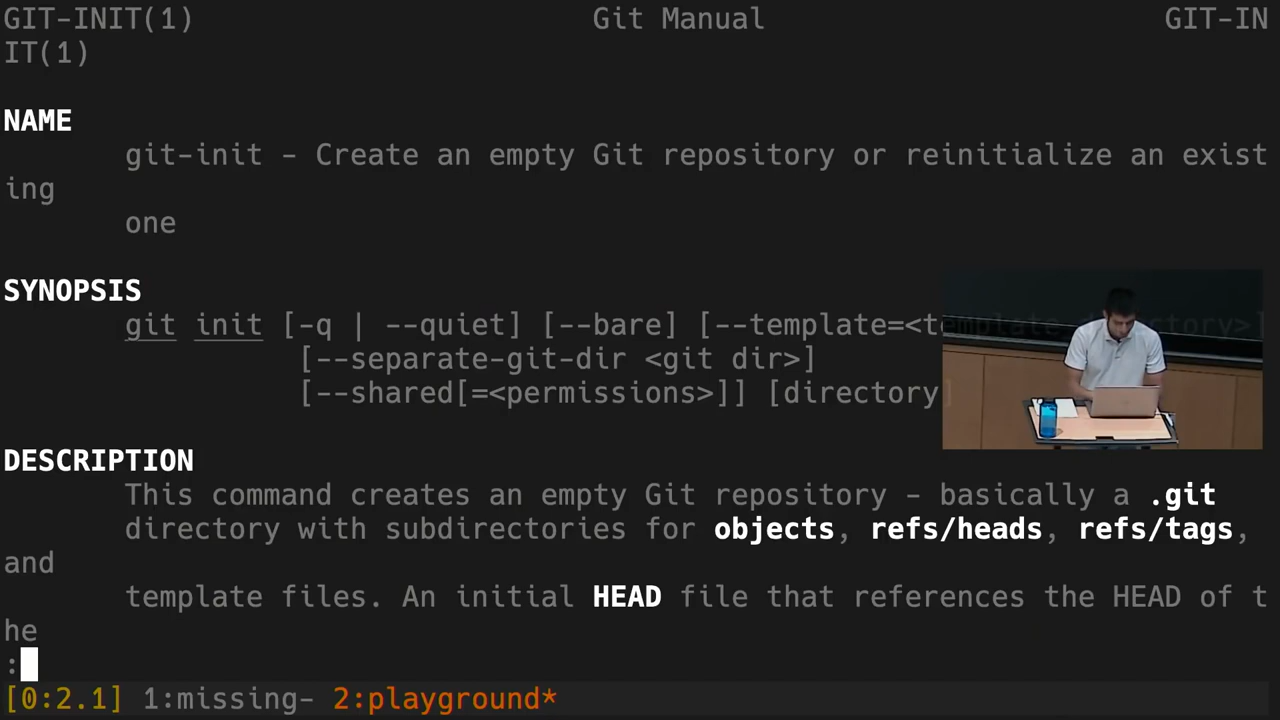 GIT-INIT(1) Git Manual GIT-IN
IT(1)
NAME
git-init – Create an empty Git repository or reinitialize an exist
ing
one
SYNOPSIS
git init [-q | --quiet] [--bare] [--template=<template_directory>]
[--separate-git-dir <git dir>]
[--shared[=<permissions>]] [directory]
DESCRIPTION
This command creates an empty Git repository – basically a .git
directory with subdirectories for objects, refs/heads, refs/tags,
and
template files. An initial HEAD file that references the HEAD of t
he
:
[0:2.1] 1:missing- 2:playground*